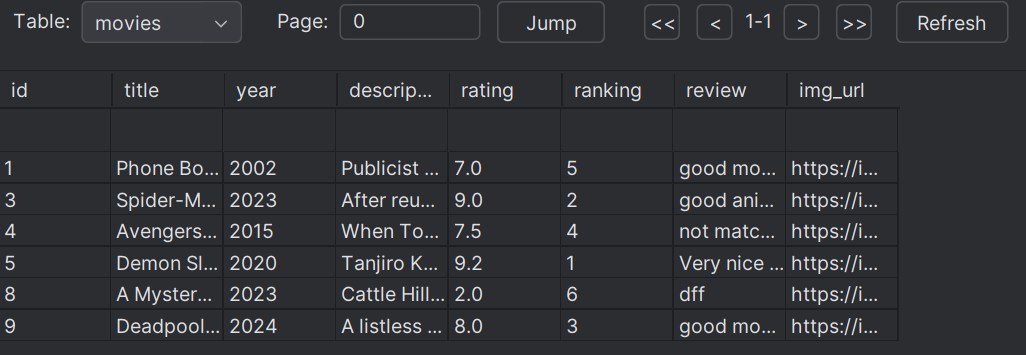 Table: movies Page: 0 Jump << < 1-1 > >> Refresh
id title year descrip... rating ranking review img_url
1 Phone Bo... 2002 Publicist ... 7.0 5 good mo... https://i...
3 Spider-M... 2023 After reu... 9.0 2 good ani... https://i...
4 Avengers... 2015 When To... 7.5 4 not matc... https://i...
5 Demon Sl... 2020 Tanjiro K... 9.2 1 Very nice ... https://i...
8 A Myster... 2023 Cattle Hill... 2.0 6 dff https://i...
9 Deadpool... 2024 A listless ... 8.0 3 good mo... https://i...